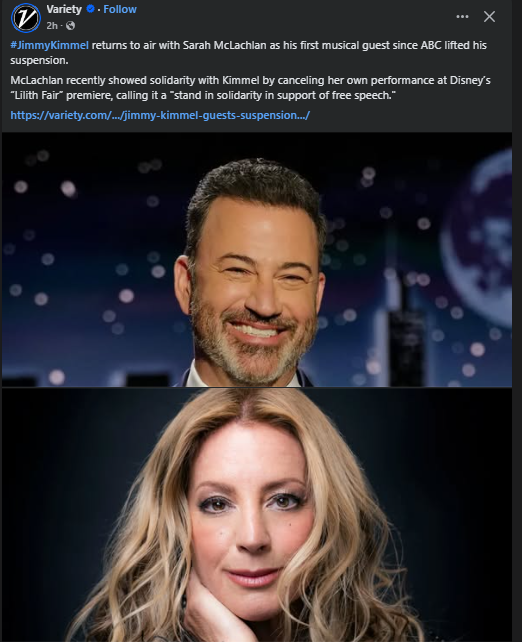 Variety · Follow
2h ·
#JimmyKimmel returns to air with Sarah McLachlan as his first musical guest since ABC lifted his
suspension.
McLachlan recently showed solidarity with Kimmel by canceling her own performance at Disney's
"Lilith Fair" premiere, calling it a "stand in solidarity in support of free speech."
https://variety.com/.../jimmy-kimmel-guests-suspension.../